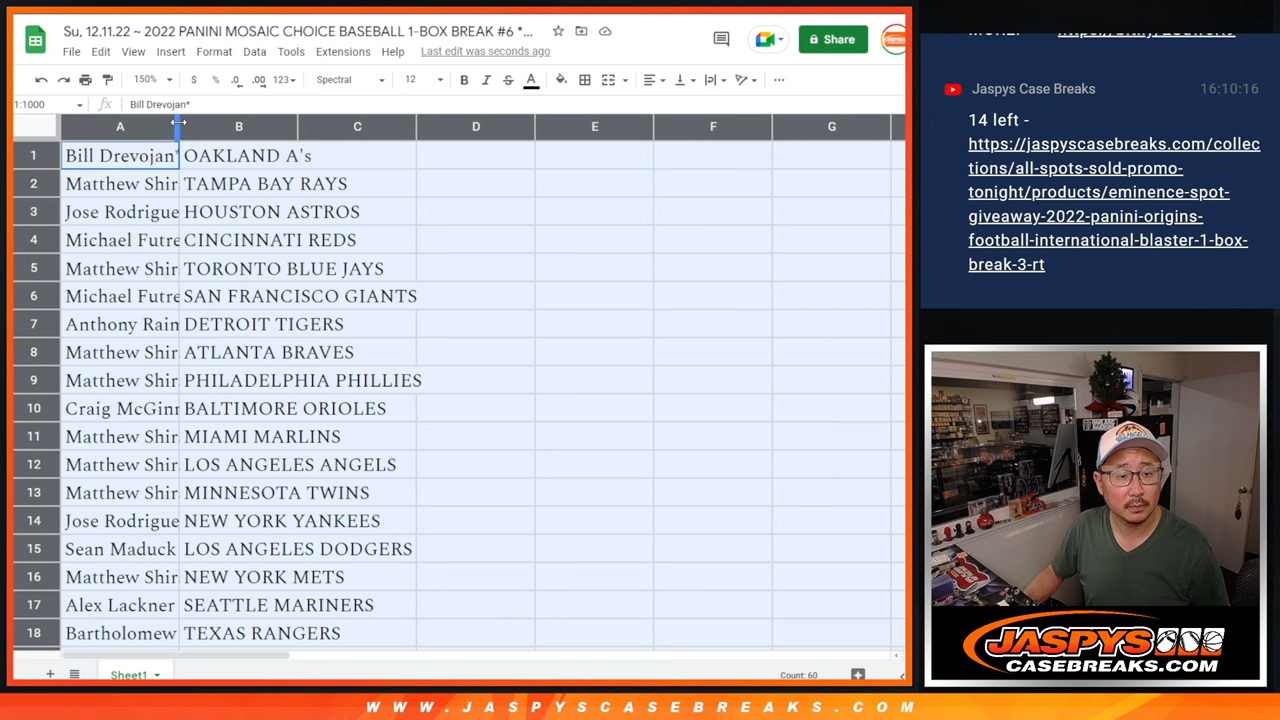 Su, 12.11.22 ~ 2022 PANINI MOSAIC CHOICE BASEBALL 1-BOX BREAK #6 *...
File Edit View Insert Format Data Tools Extensions Help Last edit was seconds ago
Share
150% $ % .0 .00 123 Spectral 12 B I S A
1:1000 fx Bill Drevojan*
A B C D E F G
1 Bill Drevojan* OAKLAND A's
2 Matthew Shir TAMPA BAY RAYS
3 Jose Rodrigue HOUSTON ASTROS
4 Michael Futre CINCINNATI REDS
5 Matthew Shir TORONTO BLUE JAYS
6 Michael Futre SAN FRANCISCO GIANTS
7 Anthony Rain DETROIT TIGERS
8 Matthew Shir ATLANTA BRAVES
9 Matthew Shir PHILADELPHIA PHILLIES
10 Craig McGinn BALTIMORE ORIOLES
11 Matthew Shir MIAMI MARLINS
12 Matthew Shir LOS ANGELES ANGELS
13 Matthew Shir MINNESOTA TWINS
14 Jose Rodrigue NEW YORK YANKEES
15 Sean Maduck LOS ANGELES DODGERS
16 Matthew Shir NEW YORK METS
17 Alex Lackner SEATTLE MARINERS
18 Bartholomew TEXAS RANGERS
Sheet1
Count: 60
Jaspys Case Breaks 16:10:16
14 left -
https://jaspyscasebreaks.com/collec
tions/all-spots-sold-promo-
tonight/products/eminence-spot-
giveaway-2022-panini-origins-
football-international-blaster-1-box-
break-3-rt
JASPYS
CASEBREAKS.COM
WWW.JASPYSCASEBREAKS.COM